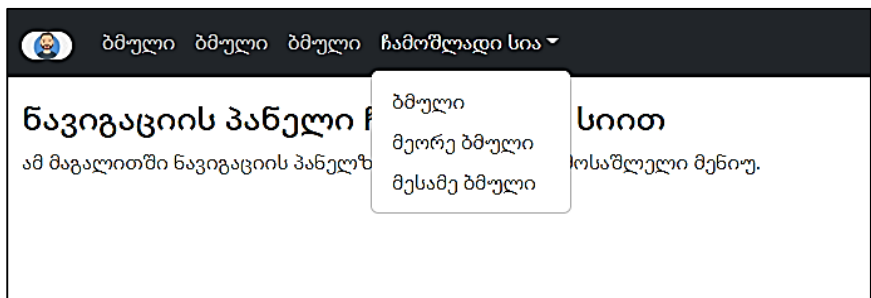 ბმული ბმული ბმული ჩამოშლადი სია
ბმული
მეორე ბმული
მესამე ბმული
ნავიგაციის პანელი სიით
ამ მაგალითში ნავიგაციის მენიუ.